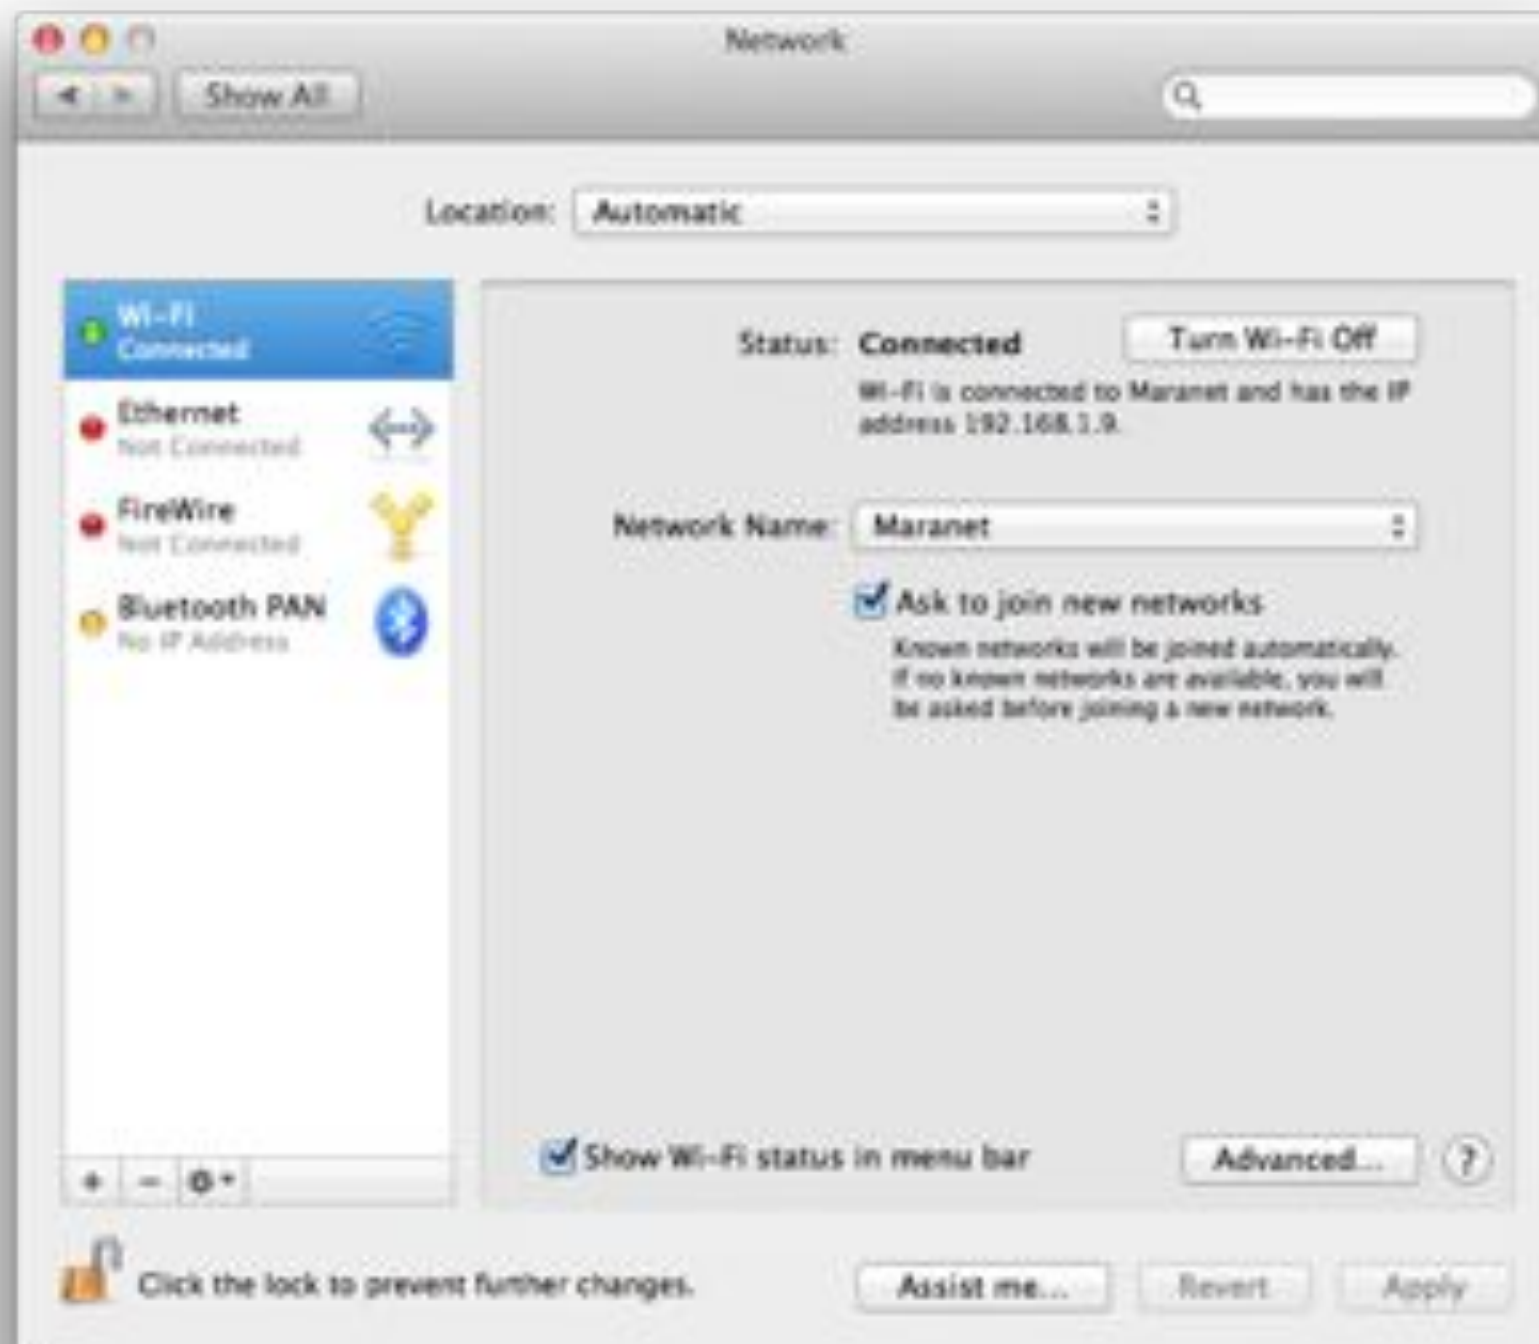 Network
Show All
Location: Automatic
Wi-Fi
Connected
Ethernet
Not Connected
FireWire
Not Connected
Bluetooth PAN
No IP Address
Status: Connected
Turn Wi-Fi Off
Wi-Fi is connected to Maranet and has the IP
address 192.168.1.9.
Network Name: Maranet
Ask to join new networks
Known networks will be joined automatically.
If no known networks are available, you will
be asked before joining a new network.
Show Wi-Fi status in menu bar
Advanced...
?
Click the lock to prevent further changes.
Assist me...
Revert
Apply